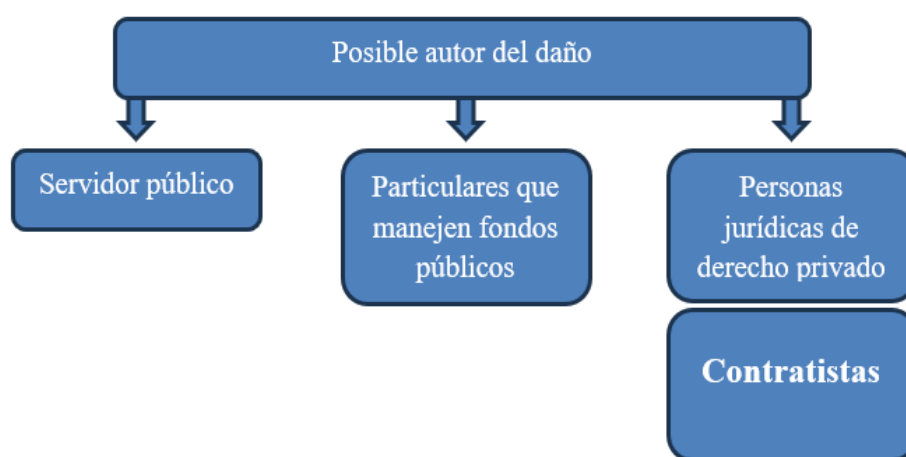 Posible autor del daño
Servidor público
Particulares que
manejen fondos
públicos
Personas
jurídicas de
derecho privado
Contratistas